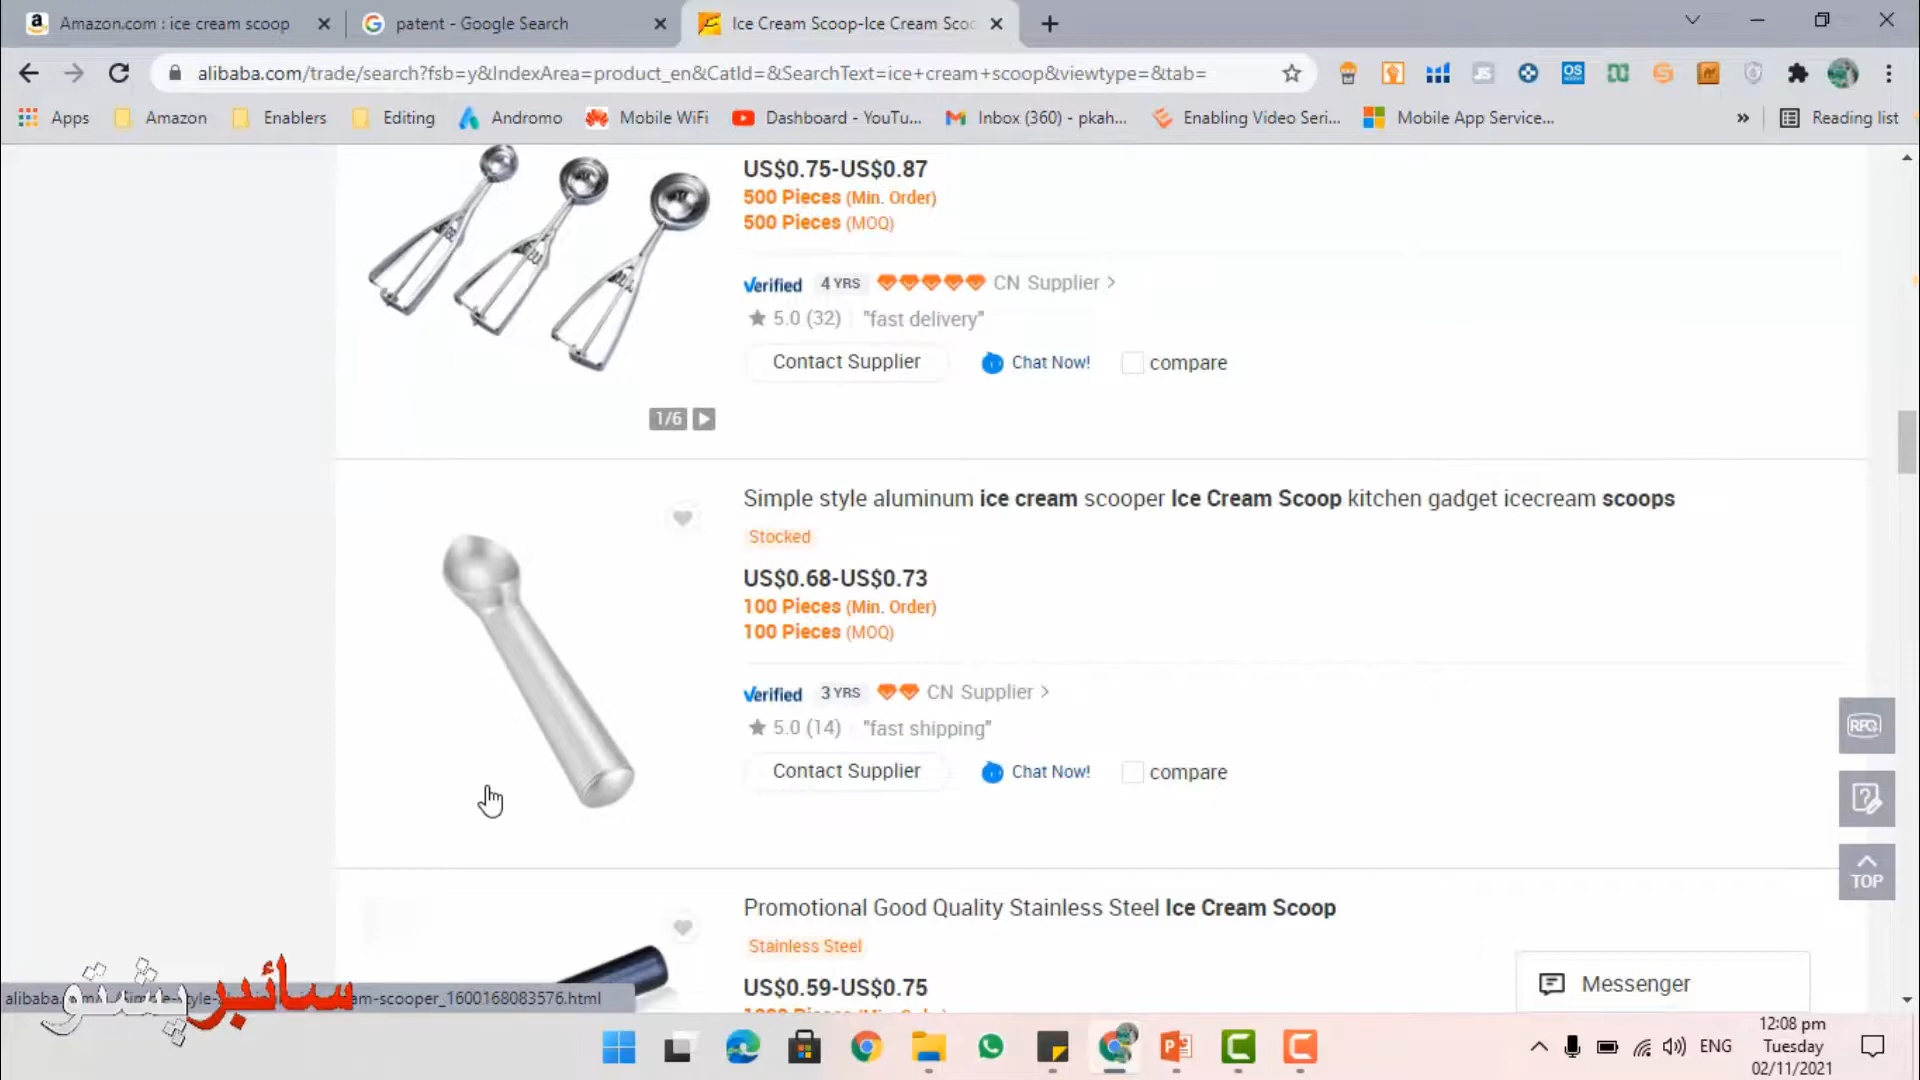 Amazon.com : ice cream scoop
patent - Google Search
Ice Cream Scoop-Ice Cream Scoo
alibaba.com/trade/search?fsb=y&IndexArea=product_en&CatId=&SearchText=ice+cream+scoop&viewtype=&tab=
Apps
Amazon
Enablers
Editing
Andromo
Mobile WiFi
Dashboard - YouTu...
Inbox (360) - pkah...
Enabling Video Seri...
Mobile App Service...
»
Reading list
US$0.75-US$0.87
500 Pieces (Min. Order)
500 Pieces (MOQ)
Verified 4 YRS CN Supplier >
5.0 (32) "fast delivery"
Contact Supplier Chat Now! compare
1/6
Simple style aluminum ice cream scooper Ice Cream Scoop kitchen gadget icecream scoops
Stocked
US$0.68-US$0.73
100 Pieces (Min. Order)
100 Pieces (MOQ)
Verified 3 YRS CN Supplier >
5.0 (14) "fast shipping"
Contact Supplier Chat Now! compare
RFQ
TOP
Promotional Good Quality Stainless Steel Ice Cream Scoop
Stainless Steel
US$0.59-US$0.75
Messenger
سائبر پښتو
am-scooper_1600168083576.html
ENG
12:08 pm
Tuesday
02/11/2021